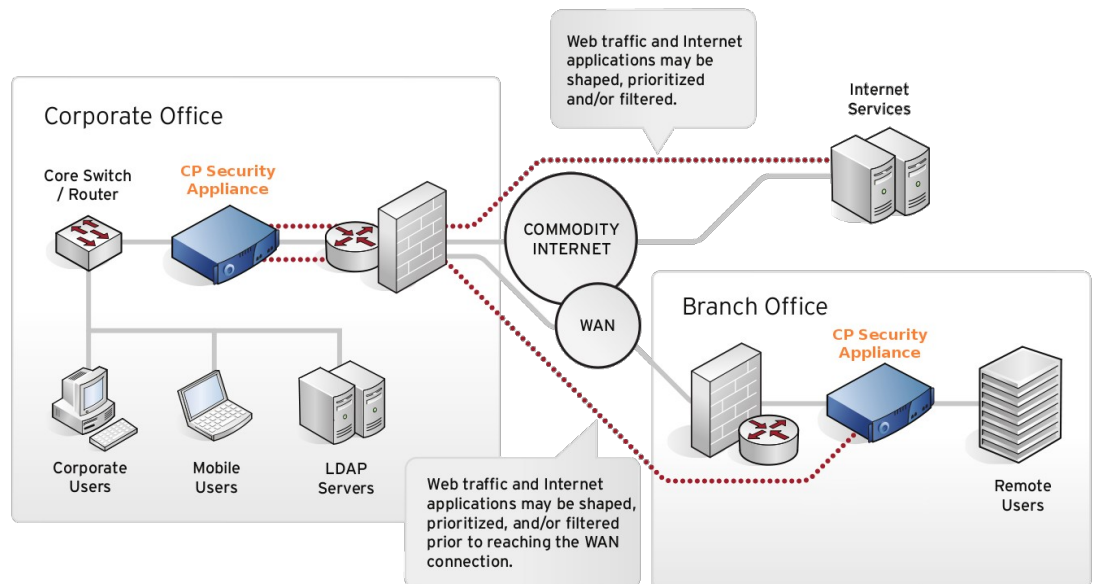 Web traffic and Internet
applications may be
shaped, prioritized
and/or filtered.
Internet
Services
Corporate Office
Core Switch
/ Router
CP Security
Appliance
COMMODITY
INTERNET
WAN
Branch Office
CP Security
Appliance
Corporate
Users
Mobile
Users
LDAP
Servers
Web traffic and Internet
applications may be shaped,
prioritized, and/or filtered
prior to reaching the WAN
connection.
Remote
Users